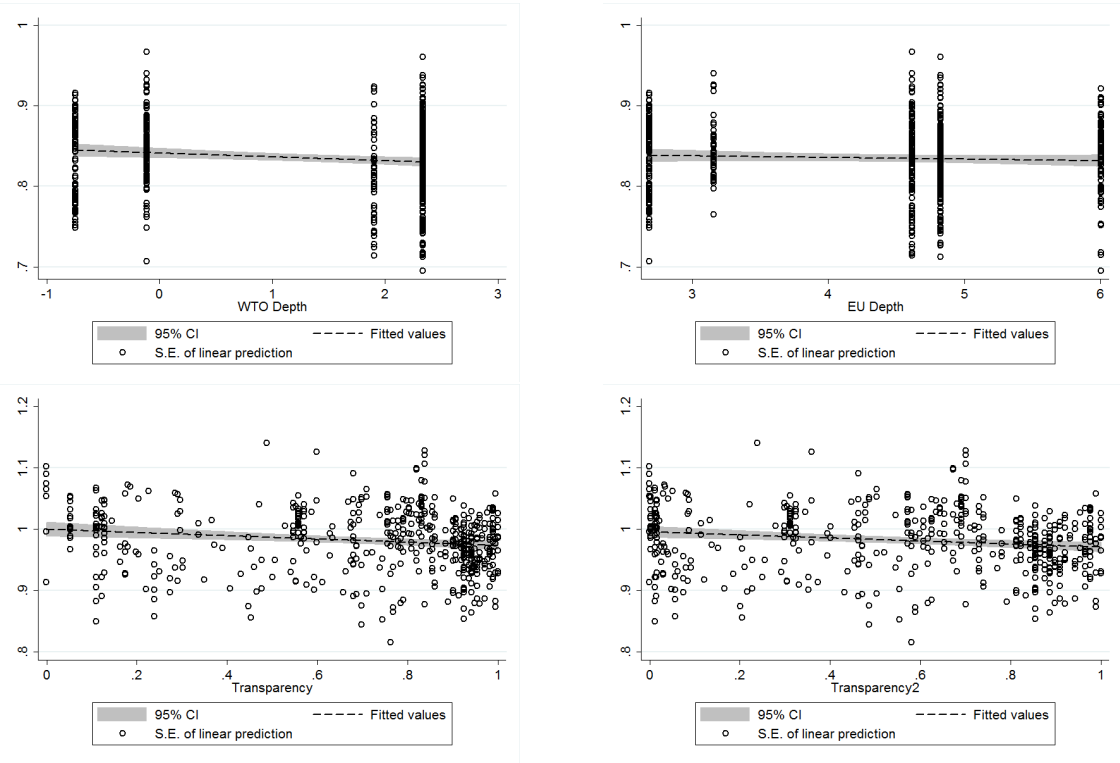 1
.9
.8
.7
-1 0 1 2 3
WTO Depth
95% CI Fitted values
S.E. of linear prediction
1
.9
.8
.7
3 4 5 6
EU Depth
95% CI Fitted values
S.E. of linear prediction
1.2
1.1
1
.9
.8
0 .2 .4 .6 .8 1
Transparency
95% CI Fitted values
S.E. of linear prediction
1.2
1.1
1
.9
.8
0 .2 .4 .6 .8 1
Transparency2
95% CI Fitted values
S.E. of linear prediction